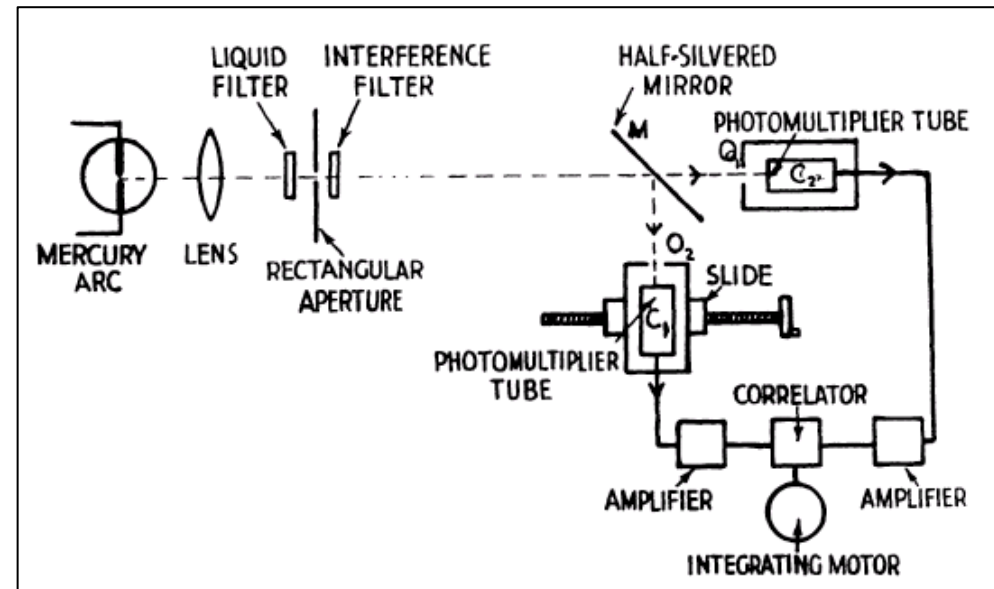 LIQUID
FILTER
INTERFERENCE
FILTER
HALF-SILVERED
MIRROR
M
PHOTOMULTIPLIER TUBE
C₂
MERCURY
ARC
LENS
RECTANGULAR
APERTURE
O₂
SLIDE
C₁
PHOTOMULTIPLIER
TUBE
CORRELATOR
AMPLIFIER
AMPLIFIER
INTEGRATING MOTOR